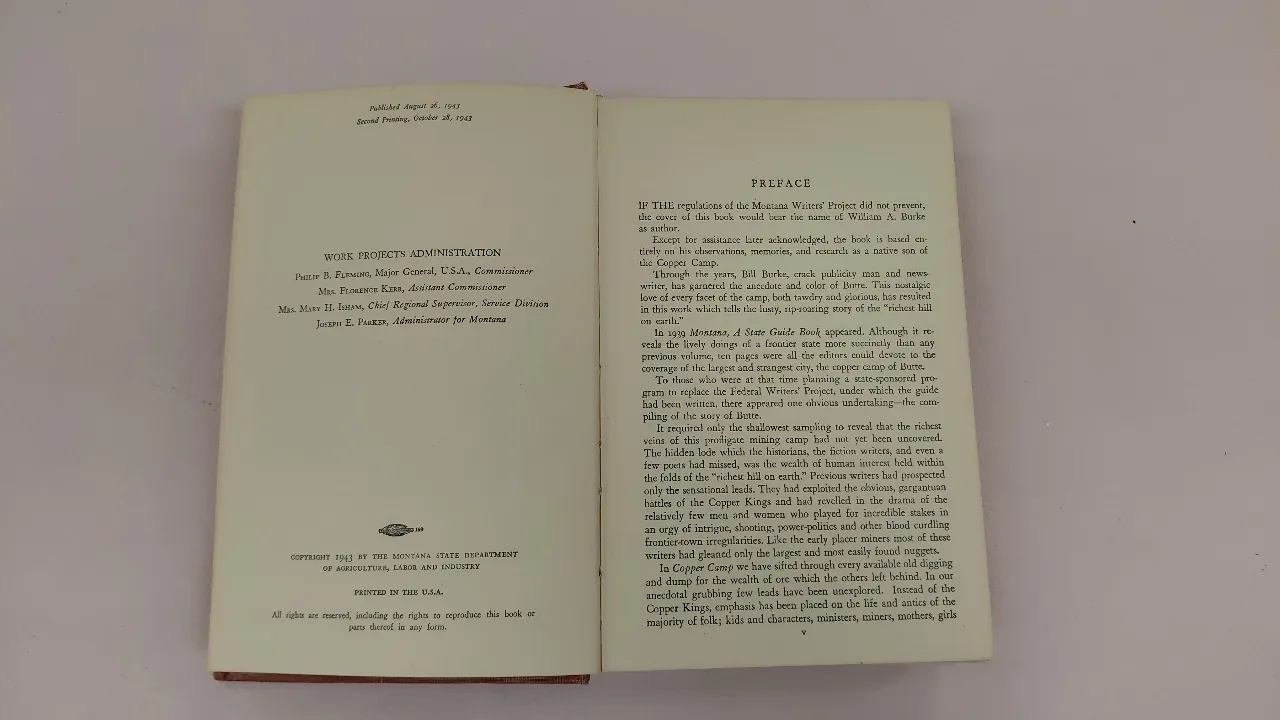 Published August 26, 1943
Second Printing, October 28, 1943
WORK PROJECTS ADMINISTRATION
PHILIP B. FLEMING, Major General, U.S.A., Commissioner
MRS. FLORENCE KERR, Assistant Commissioner
MRS. MARY H. ISHAM, Chief Regional Supervisor, Service Division
JOSEPH E. PARKER, Administrator for Montana
169
COPYRIGHT 1943 BY THE MONTANA STATE DEPARTMENT
OF AGRICULTURE, LABOR AND INDUSTRY
PRINTED IN THE U.S.A.
All rights are reserved, including the rights to reproduce this book or
parts thereof in any form.
PREFACE
IF THE regulations of the Montana Writers' Project did not prevent,
the cover of this book would bear the name of William A. Burke
as author.
Except for assistance later acknowledged, the book is based en-
tirely on his observations, memories, and research as a native son of
the Copper Camp.
Through the years, Bill Burke, crack publicity man and news-
writer, has garnered the anecdote and color of Butte. This nostalgic
love of every facet of the camp, both tawdry and glorious, has resulted
in this work which tells the lusty, rip-roaring story of the "richest hill
on earth."
In 1939 Montana, A State Guide Book appeared. Although it re-
veals the lively doings of a frontier state more succinctly than any
previous volume, ten pages were all the editors could devote to the
coverage of the largest and strangest city, the copper camp of Butte.
To those who were at that time planning a state-sponsored pro-
gram to replace the Federal Writers' Project, under which the guide
had been written, there appeared one obvious undertaking—the com-
piling of the story of Butte.
It required only the shallowest sampling to reveal that the richest
veins of this profligate mining camp had not yet been uncovered.
The hidden lode which the historians, the fiction writers, and even a
few poets had missed, was the wealth of human interest held within
the folds of the "richest hill on earth." Previous writers had prospected
only the sensational leads. They had exploited the obvious, gargantuan
battles of the Copper Kings and had revelled in the drama of the
relatively few men and women who played for incredible stakes in
an orgy of intrigue, shooting, power-politics and other blood curdling
frontier-town irregularities. Like the early placer miners most of these
writers had gleaned only the largest and most easily found nuggets.
In Copper Camp we have sifted through every available old digging
and dump for the wealth of ore which the others left behind. In our
anecdotal grubbing few leads have been unexplored. Instead of the
Copper Kings, emphasis has been placed on the life and antics of the
majority of folk; kids and characters, ministers, miners, mothers, girls
v